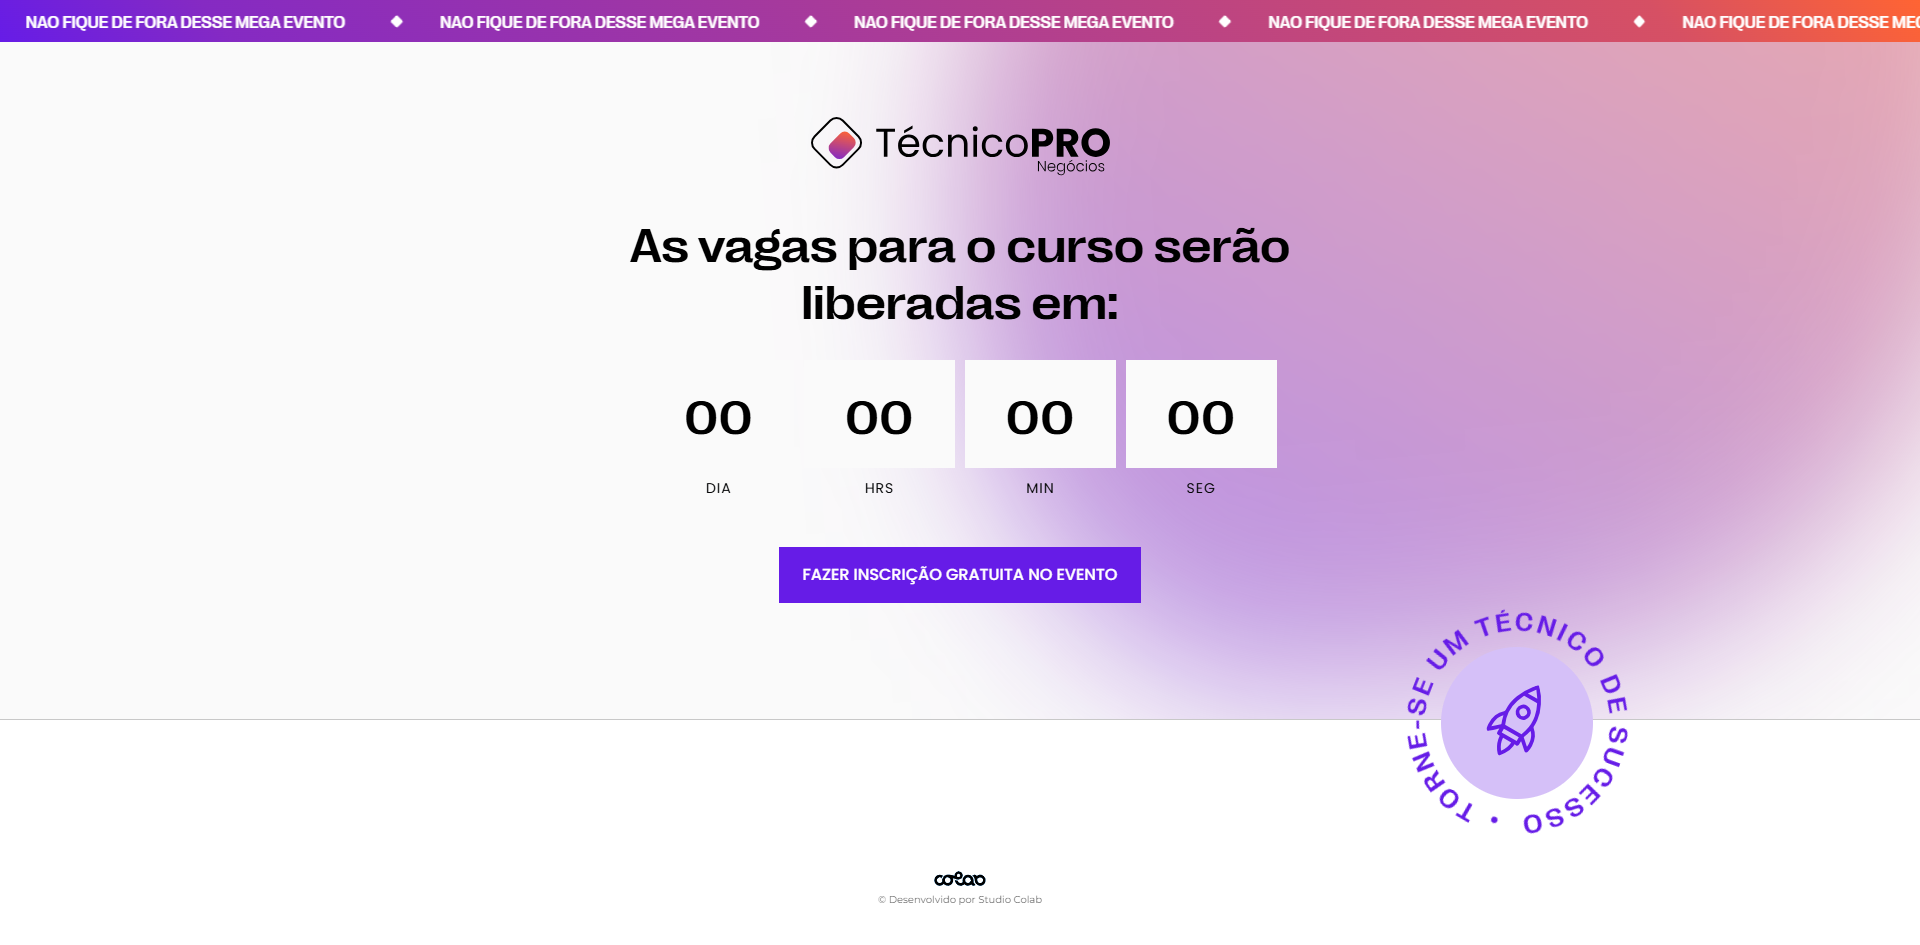 NAO FIQUE DE FORA DESSE MEGA EVENTO ◆ NAO FIQUE DE FORA DESSE MEGA EVENTO ◆ NAO FIQUE DE FORA DESSE MEGA EVENTO ◆ NAO FIQUE DE FORA DESSE MEGA EVENTO ◆ NAO FIQUE DE FORA DESSE
TécnicoPRO
Negócios
As vagas para o curso serão
liberadas em:
00 00 00 00
DIA HRS MIN SEG
FAZER INSCRIÇÃO GRATUITA NO EVENTO
TORNE-SE UM TÉCNICO DE SUCESSO •
colab
© Desenvolvido por Studio Colab